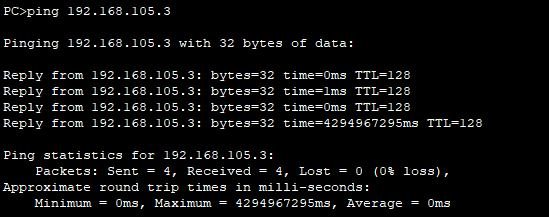 PC>ping 192.168.105.3
Pinging 192.168.105.3 with 32 bytes of data:
Reply from 192.168.105.3: bytes=32 time=0ms TTL=128
Reply from 192.168.105.3: bytes=32 time=1ms TTL=128
Reply from 192.168.105.3: bytes=32 time=0ms TTL=128
Reply from 192.168.105.3: bytes=32 time=4294967295ms TTL=128
Ping statistics for 192.168.105.3:
    Packets: Sent = 4, Received = 4, Lost = 0 (0% loss),
Approximate round trip times in milli-seconds:
    Minimum = 0ms, Maximum = 4294967295ms, Average = 0ms